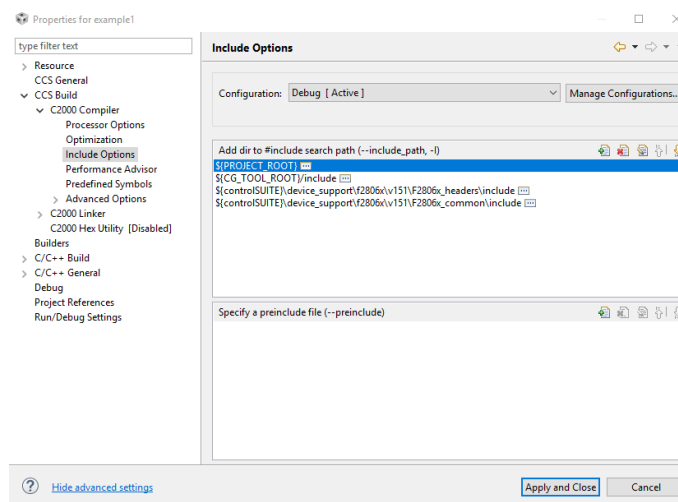 Properties for example1
type filter text
Resource
CCS General
CCS Build
C2000 Compiler
Processor Options
Optimization
Include Options
Performance Advisor
Predefined Symbols
Advanced Options
C2000 Linker
C2000 Hex Utility [Disabled]
Builders
C/C++ Build
C/C++ General
Debug
Project References
Run/Debug Settings
Include Options
Configuration: Debug [ Active ] Manage Configurations...
Add dir to #include search path (--include_path, -I)
${PROJECT_ROOT}
${CG_TOOL_ROOT}/include
${controlSUITE}\device_support\f2806x\v151\F2806x_headers\include
${controlSUITE}\device_support\f2806x\v151\F2806x_common\include
Specify a preinclude file (--preinclude)
Hide advanced settings
Apply and Close Cancel